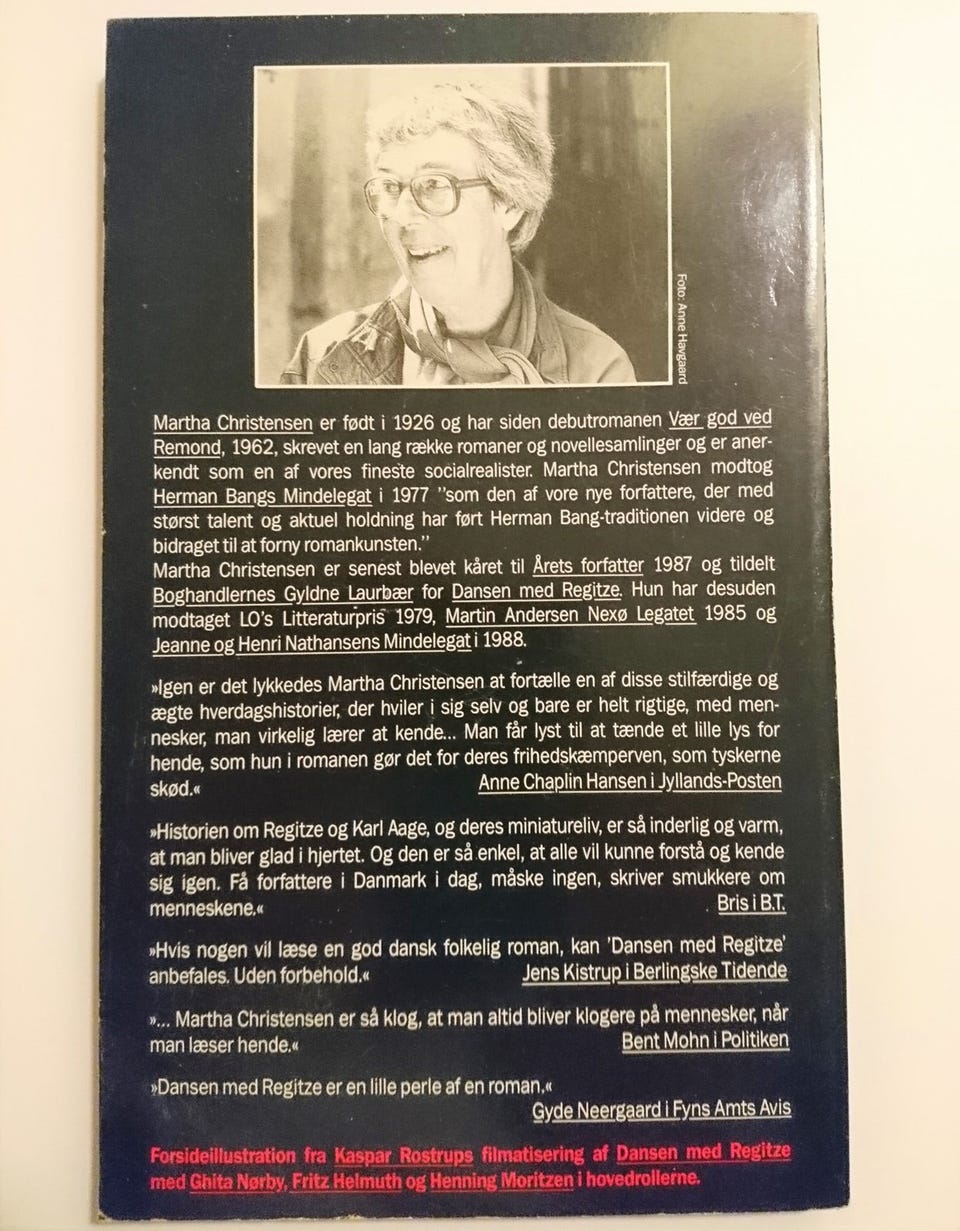 Foto: Anne Havgaard
Martha Christensen er født i 1926 og har siden debutromanen Vær god ved
Remond, 1962, skrevet en lang række romaner og novellesamlinger og er aner-
kendt som en af vores fineste socialrealister. Martha Christensen modtog
Herman Bangs Mindelegat i 1977 "som den af vore nye forfattere, der med
størst talent og aktuel holdning har ført Herman Bang-traditionen videre og
bidraget til at forny romankunsten."
Martha Christensen er senest blevet kåret til Årets forfatter 1987 og tildelt
Boghandlernes Gyldne Laurbær for Dansen med Regitze. Hun har desuden
modtaget LO's Litteraturpris 1979, Martin Andersen Nexø Legatet 1985 og
Jeanne og Henri Nathansens Mindelegat i 1988.
»Igen er det lykkedes Martha Christensen at fortælle en af disse stilfærdige og
ægte hverdagshistorier, der hviler i sig selv og bare er helt rigtige, med men-
nesker, man virkelig lærer at kende... Man får lyst til at tænde et lille lys for
hende, som hun i romanen gør det for deres frihedskæmperven, som tyskerne
skød.« Anne Chaplin Hansen i Jyllands-Posten
»Historien om Regitze og Karl Aage, og deres miniatureliv, er så inderlig og varm,
at man bliver glad i hjertet. Og den er så enkel, at alle vil kunne forstå og kende
sig igen. Få forfattere i Danmark i dag, måske ingen, skriver smukkere om
menneskene.« Bris i B.T.
»Hvis nogen vil læse en god dansk folkelig roman, kan 'Dansen med Regitze'
anbefales. Uden forbehold.« Jens Kistrup i Berlingske Tidende
»... Martha Christensen er så klog, at man altid bliver klogere på mennesker, når
man læser hende.« Bent Mohn i Politiken
»Dansen med Regitze er en lille perle af en roman.«
Gyde Neergaard i Fyns Amts Avis
Forsideillustration fra Kaspar Rostrups filmatisering af Dansen med Regitze
med Ghita Nørby, Fritz Helmuth og Henning Moritzen i hovedrollerne.